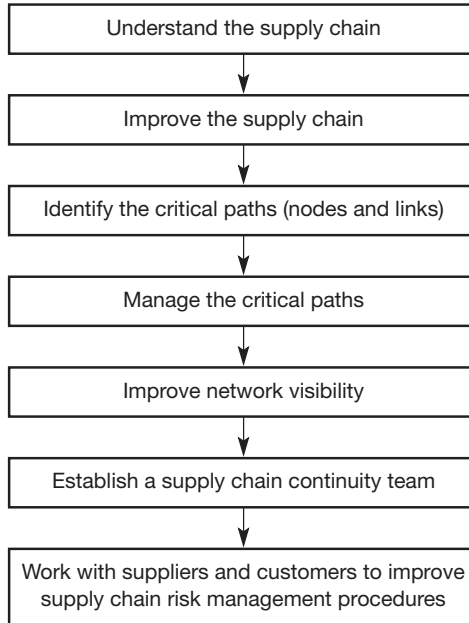 Understand the supply chain
Improve the supply chain
Identify the critical paths (nodes and links)
Manage the critical paths
Improve network visibility
Establish a supply chain continuity team
Work with suppliers and customers to improve
supply chain risk management procedures